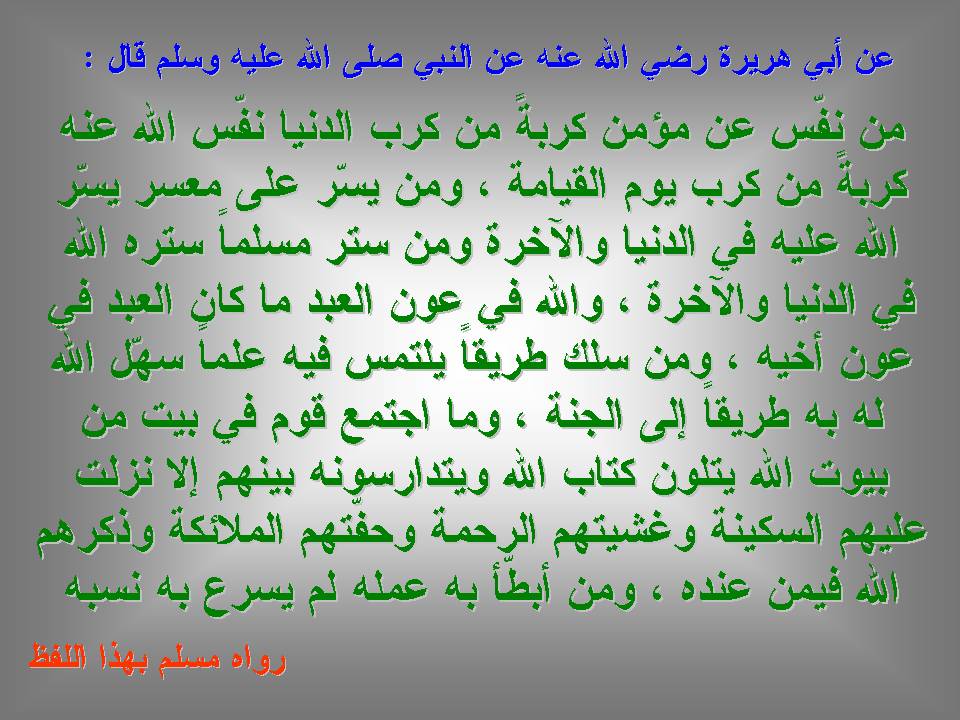 عن أبي هريرة رضي الله عنه عن النبي صلى الله عليه وسلم قال :
من نفّس عن مؤمن كربةً من كرب الدنيا نفّس الله عنه
كربةً من كرب يوم القيامة ، ومن يسّر على معسر يسّر
الله عليه في الدنيا والآخرة ومن ستر مسلماً ستره الله
في الدنيا والآخرة ، والله في عون العبد ما كان العبد في
عون أخيه ، ومن سلك طريقاً يلتمس فيه علماً سهّل الله
له به طريقاً إلى الجنة ، وما اجتمع قوم في بيت من
بيوت الله يتلون كتاب الله ويتدارسونه بينهم إلا نزلت
عليهم السكينة وغشيتهم الرحمة وحفّتهم الملائكة وذكرهم
الله فيمن عنده ، ومن أبطّأ به عمله لم يسرع به نسبه
رواه مسلم بهذا اللفظ